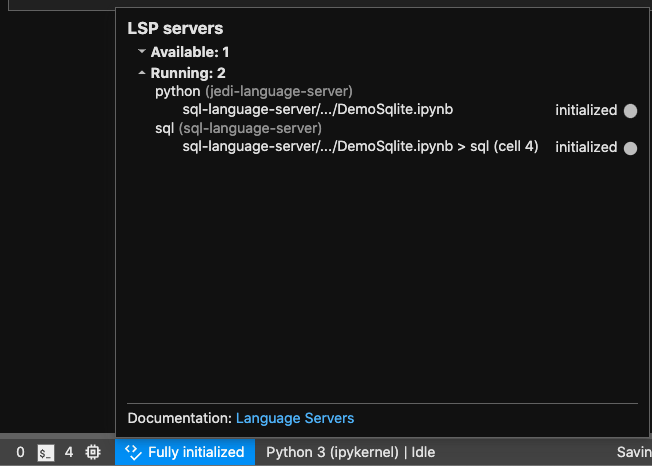 LSP servers
Available: 1
Running: 2
python (jedi-language-server)
sql-language-server/.../DemoSqlite.ipynb initialized
sql (sql-language-server)
sql-language-server/.../DemoSqlite.ipynb > sql (cell 4) initialized
Documentation: Language Servers
0 $_ 4 Fully initialized Python 3 (ipykernel) | Idle Savin